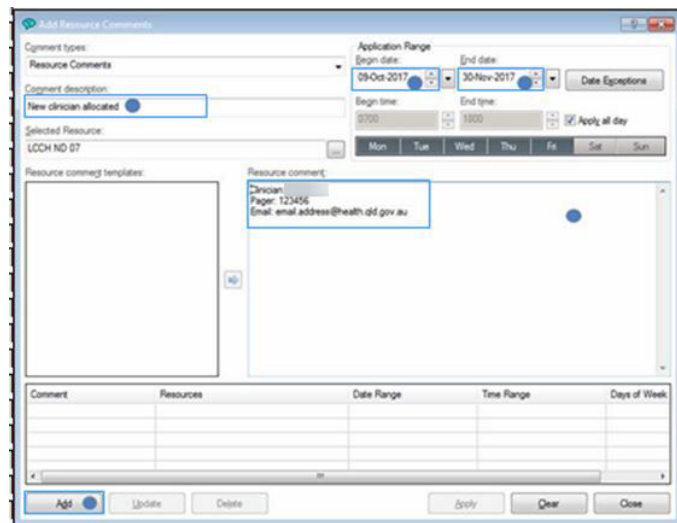 Add Resource Comments
Comment types:
Resource Comments
Comment description:
New clinician allocated
Selected Resource:
LCCH ND 07
...
Application Range
Begin date:
End date:
09-Oct-2017
30-Nov-2017
Date Exceptions
Begin time:
End time:
0700
1800
Apply all day
Mon Tue Wed Thu Fri Sat Sun
Resource comment templates:
Resource comment:
Clinician:
Pager: 123456
Email: email.address@health.qld.gov.au
Comment Resources Date Range Time Range Days of Week
Add Update Delete Apply Clear Close